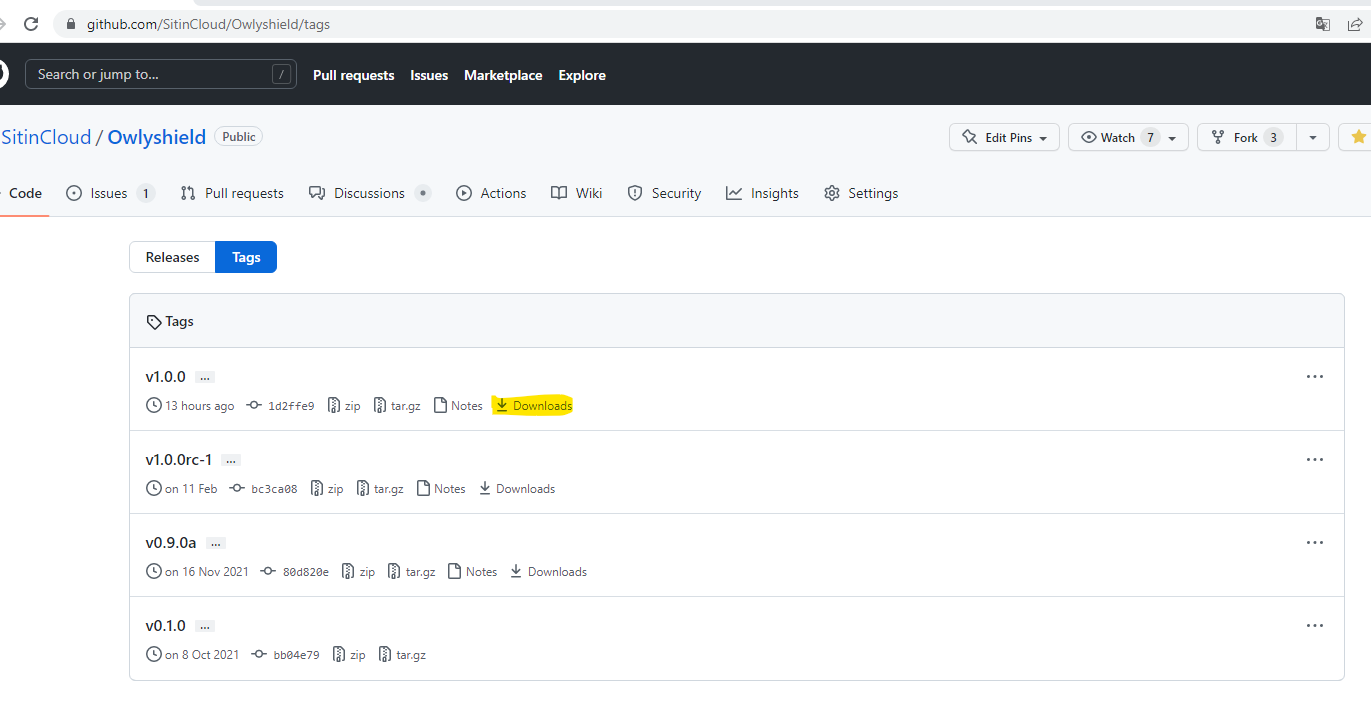 github.com/SitinCloud/Owlyshield/tags
Search or jump to... / Pull requests Issues Marketplace Explore
SitinCloud / Owlyshield Public Edit Pins Watch 7 Fork 3
Code Issues 1 Pull requests Discussions Actions Wiki Security Insights Settings
Releases Tags
Tags
v1.0.0 ...
13 hours ago 1d2ffe9 zip tar.gz Notes Downloads
v1.0.0rc-1 ...
on 11 Feb bc3ca08 zip tar.gz Notes Downloads
v0.9.0a ...
on 16 Nov 2021 80d820e zip tar.gz Notes Downloads
v0.1.0 ...
on 8 Oct 2021 bb04e79 zip tar.gz